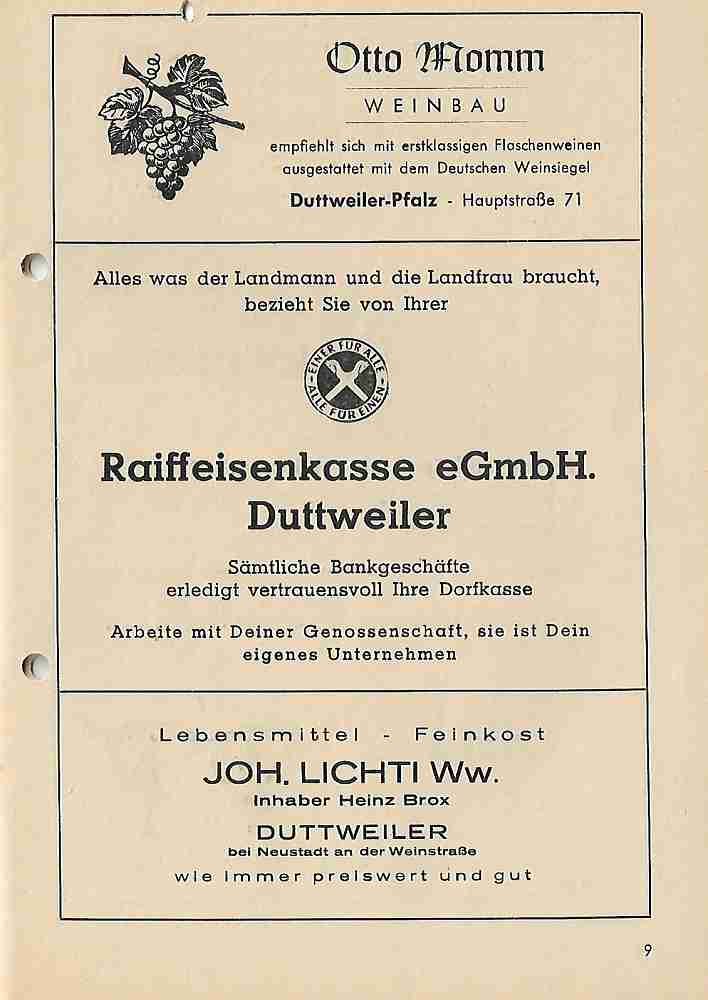 Otto Momm
WEINBAU
empfiehlt sich mit erstklassigen Flaschenweinen
ausgestattet mit dem Deutschen Weinsiegel
Duttweiler-Pfalz - Hauptstraße 71
Alles was der Landmann und die Landfrau braucht,
bezieht Sie von Ihrer
EINER FÜR ALLE
ALLE FÜR EINEN
Raiffeisenkasse eGmbH.
Duttweiler
Sämtliche Bankgeschäfte
erledigt vertrauensvoll Ihre Dorfkasse
Arbeite mit Deiner Genossenschaft, sie ist Dein
eigenes Unternehmen
Lebensmittel - Feinkost
JOH. LICHTI Ww.
Inhaber Heinz Brox
DUTTWEILER
bei Neustadt an der Weinstraße
wie immer preiswert und gut
9